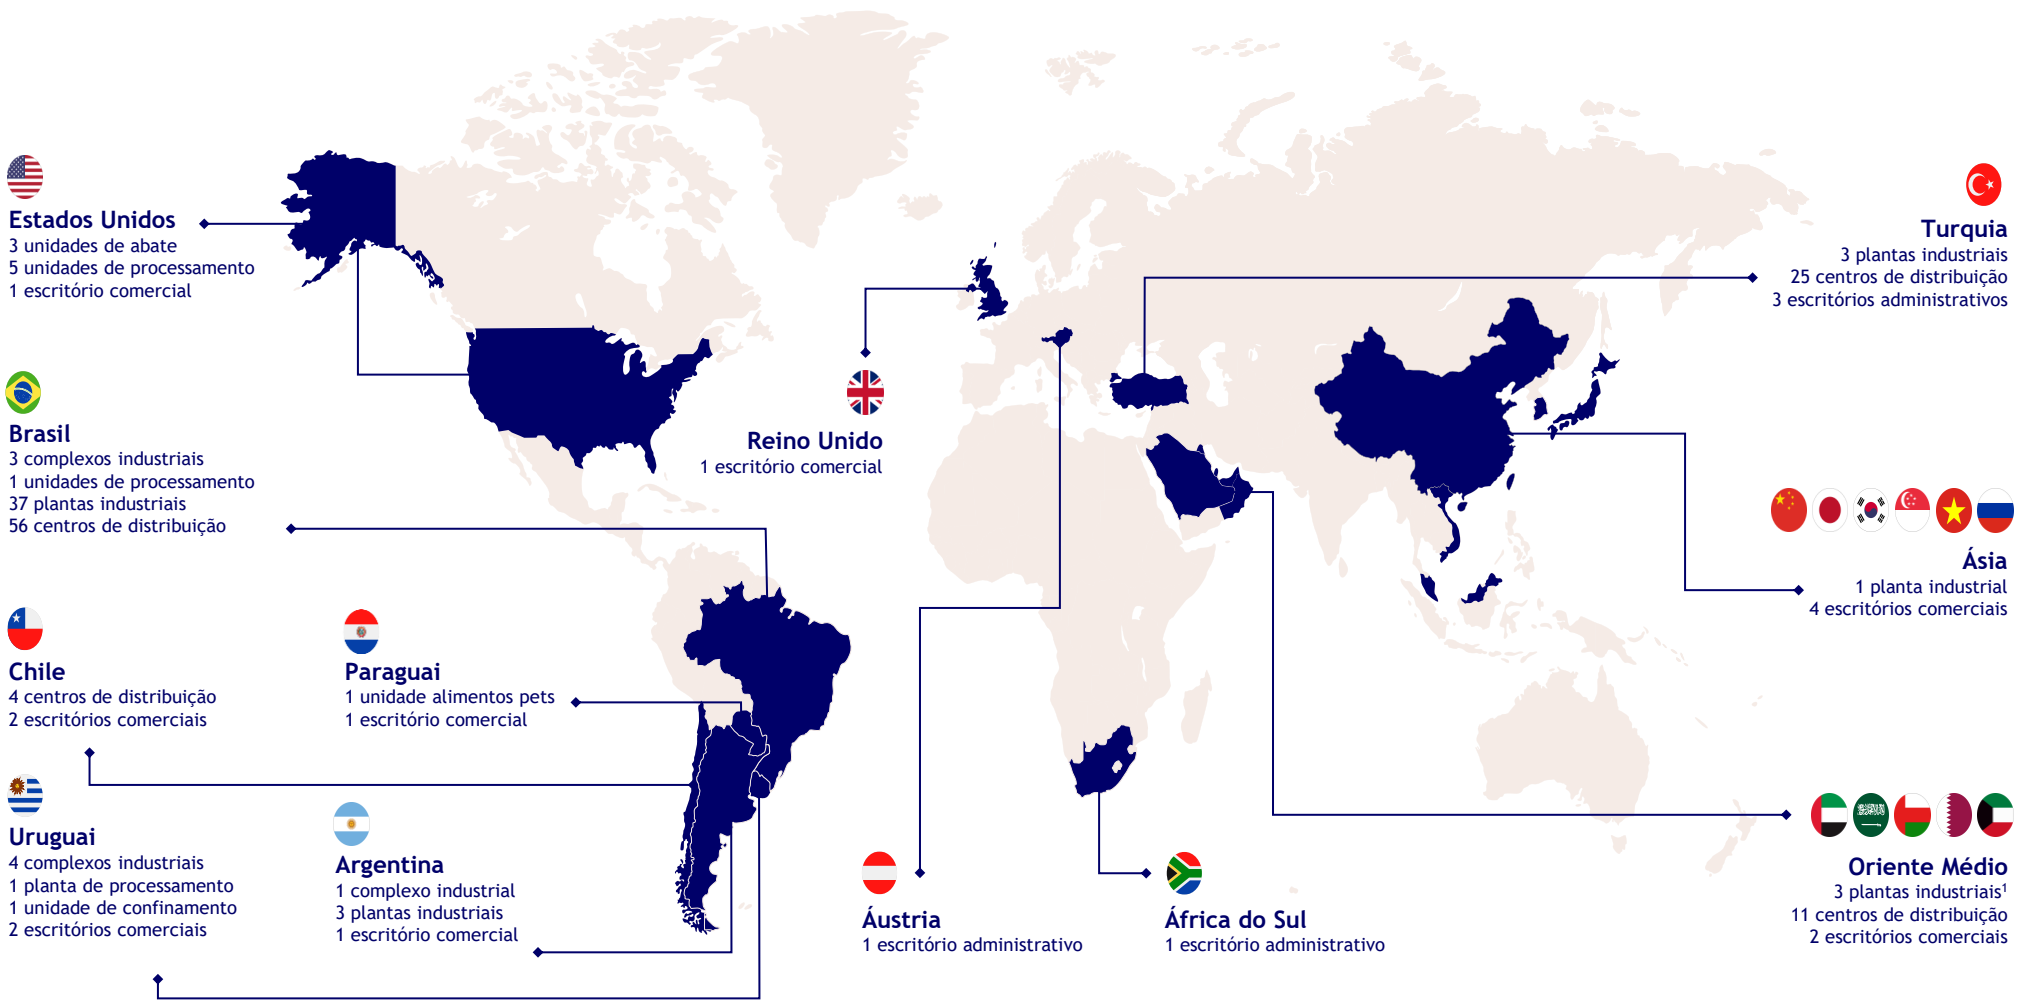 Estados Unidos
3 unidades de abate
5 unidades de processamento
1 escritório comercial
Brasil
3 complexos industriais
1 unidades de processamento
37 plantas industriais
56 centros de distribuição
Chile
4 centros de distribuição
2 escritórios comerciais
Paraguai
1 unidade alimentos pets
1 escritório comercial
Uruguai
4 complexos industriais
1 planta de processamento
1 unidade de confinamento
2 escritórios comerciais
Argentina
1 complexo industrial
3 plantas industriais
1 escritório comercial
Reino Unido
1 escritório comercial
Áustria
1 escritório administrativo
África do Sul
1 escritório administrativo
Turquia
3 plantas industriais
25 centros de distribuição
3 escritórios administrativos
Ásia
1 planta industrial
4 escritórios comerciais
Oriente Médio
3 plantas industriais¹
11 centros de distribuição
2 escritórios comerciais